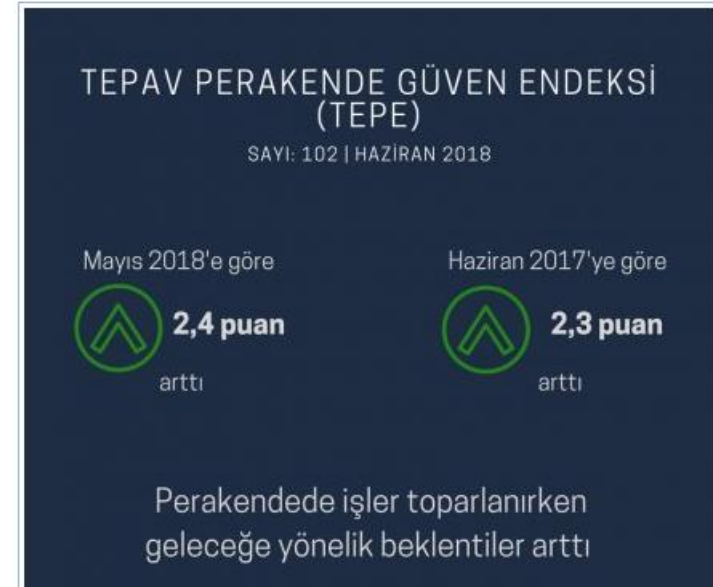 TEPAV PERAKENDE GÜVEN ENDEKSİ
(TEPE)
SAYI: 102 | HAZİRAN 2018
Mayıs 2018'e göre
2,4 puan
arttı
Haziran 2017'ye göre
2,3 puan
arttı
Perakendede işler toparlanırken
geleceğe yönelik beklentiler arttı